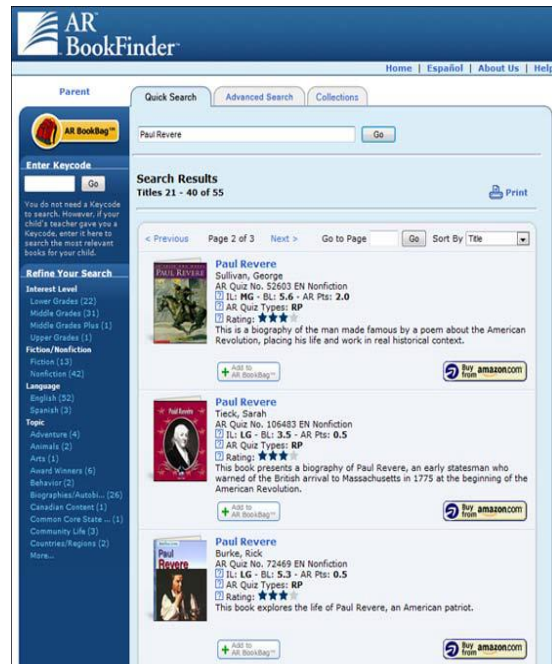 AR
BookFinder™
Home | Español | About Us | Help
Parent
Quick Search
Advanced Search
Collections
AR BookBag™
Paul Revere
Go
Enter Keycode
Go
You do not need a Keycode
to search. However, if your
child's teacher gave you a
Keycode, enter it here to
search the most relevant
books for your child.
Refine Your Search
Interest Level
Lower Grades (22)
Middle Grades (31)
Middle Grades Plus (1)
Upper Grades (1)
Fiction/Nonfiction
Fiction (13)
Nonfiction (42)
Language
English (52)
Spanish (3)
Topic
Adventure (4)
Animals (2)
Arts (1)
Award Winners (6)
Behavior (2)
Biographies/Autobi... (26)
Canadian Content (1)
Common Core State ... (1)
Community Life (3)
Countries/Regions (2)
More...
Search Results
Titles 21 - 40 of 55
Print
< Previous Page 2 of 3 Next > Go to Page Go Sort By Title
PAUL REVERE
Paul Revere
Sullivan, George
AR Quiz No. 52603 EN Nonfiction
? IL: MG - BL: 5.6 - AR Pts: 2.0
? AR Quiz Types: RP
? Rating:
This is a biography of the man made famous by a poem about the American
Revolution, placing his life and work in real historical context.
+ Add to AR BookBag™
Buy from amazon.com
Paul Revere
Paul Revere
Tieck, Sarah
AR Quiz No. 106483 EN Nonfiction
? IL: LG - BL: 3.5 - AR Pts: 0.5
? AR Quiz Types: RP
? Rating:
This book presents a biography of Paul Revere, an early statesman who
warned of the British arrival to Massachusetts in 1775 at the beginning of the
American Revolution.
+ Add to AR BookBag™
Buy from amazon.com
Paul
Revere
Paul Revere
Burke, Rick
AR Quiz No. 72469 EN Nonfiction
? IL: LG - BL: 5.3 - AR Pts: 0.5
? AR Quiz Types: RP
? Rating:
This book explores the life of Paul Revere, an American patriot.
+ Add to AR BookBag™
Buy from amazon.com